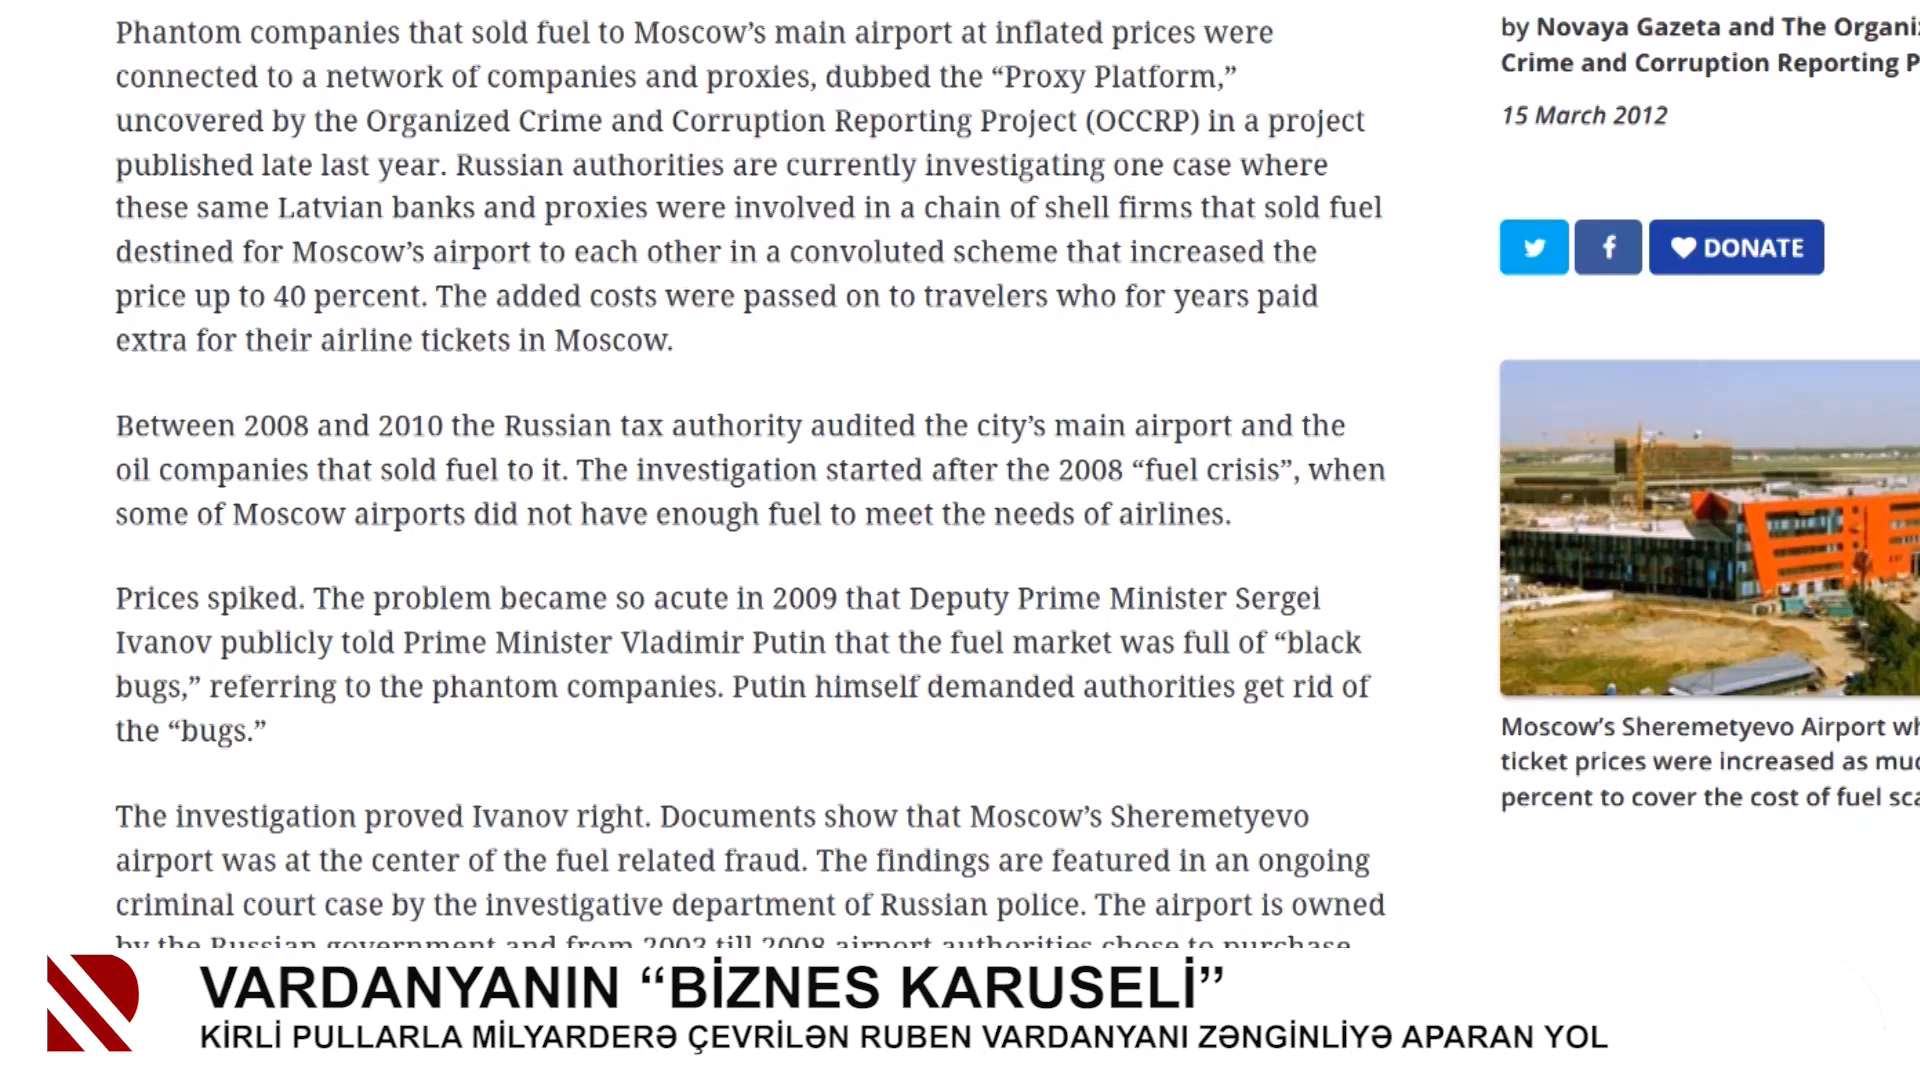 Phantom companies that sold fuel to Moscow’s main airport at inflated prices were
connected to a network of companies and proxies, dubbed the “Proxy Platform,”
uncovered by the Organized Crime and Corruption Reporting Project (OCCRP) in a project
published late last year. Russian authorities are currently investigating one case where
these same Latvian banks and proxies were involved in a chain of shell firms that sold fuel
destined for Moscow’s airport to each other in a convoluted scheme that increased the
price up to 40 percent. The added costs were passed on to travelers who for years paid
extra for their airline tickets in Moscow.
Between 2008 and 2010 the Russian tax authority audited the city’s main airport and the
oil companies that sold fuel to it. The investigation started after the 2008 “fuel crisis”, when
some of Moscow airports did not have enough fuel to meet the needs of airlines.
Prices spiked. The problem became so acute in 2009 that Deputy Prime Minister Sergei
Ivanov publicly told Prime Minister Vladimir Putin that the fuel market was full of “black
bugs,” referring to the phantom companies. Putin himself demanded authorities get rid of
the “bugs.”
The investigation proved Ivanov right. Documents show that Moscow’s Sheremetyevo
airport was at the center of the fuel related fraud. The findings are featured in an ongoing
criminal court case by the investigative department of Russian police. The airport is owned
by the Russian government and from 2003 till 2008 airport authorities chose to purchase
by Novaya Gazeta and The
Crime and Corruption Reporting
15 March 2012
DONATE
Moscow’s Sheremetyevo Airport
ticket prices were increased as
percent to cover the cost of fuel
VARDANYANIN “BİZNES KARUSELİ”
KİRLİ PULLARLA MİLYARDERƏ ÇEVRİLƏN RUBEN VARDANYANI ZƏNGİNLİYƏ APARAN YOL